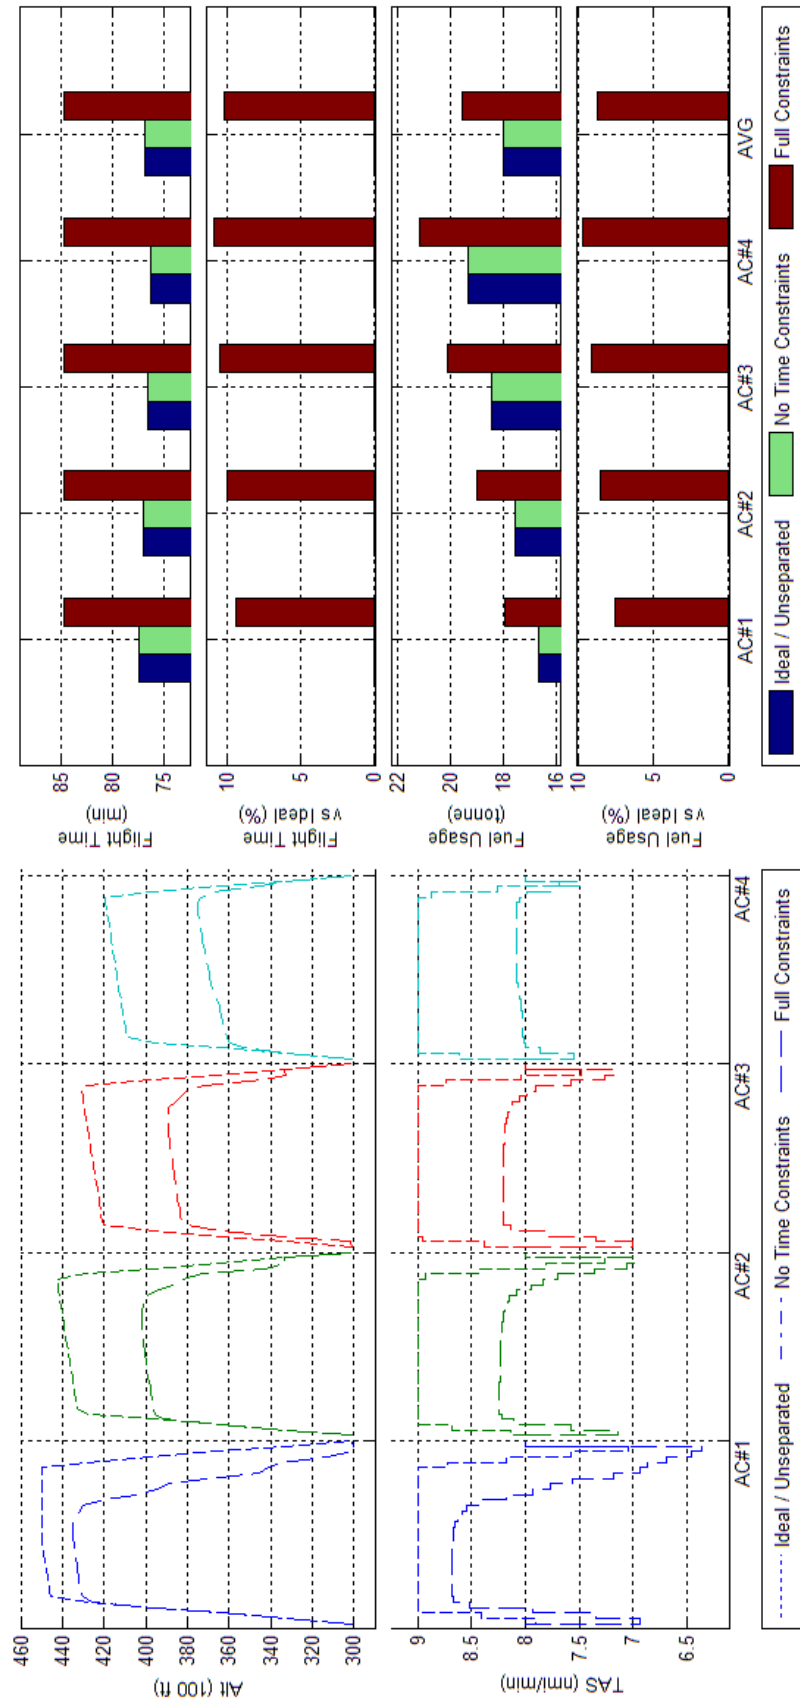 460
440
420
400
380
360
340
320
300
Alt (100 ft)
9
8.5
8
7.5
7
6.5
TAS (nmi/min)
AC#1
AC#2
AC#3
AC#4
Ideal / Unseparated
No Time Constraints
Full Constraints
85
80
75
Flight Time
(min)
10
5
0
Flight Time
vs Ideal (%)
22
20
18
16
Fuel Usage
(tonne)
10
5
0
Fuel Usage
vs Ideal (%)
AC#1
AC#2
AC#3
AC#4
AVG
Ideal / Unseparated
No Time Constraints
Full Constraints